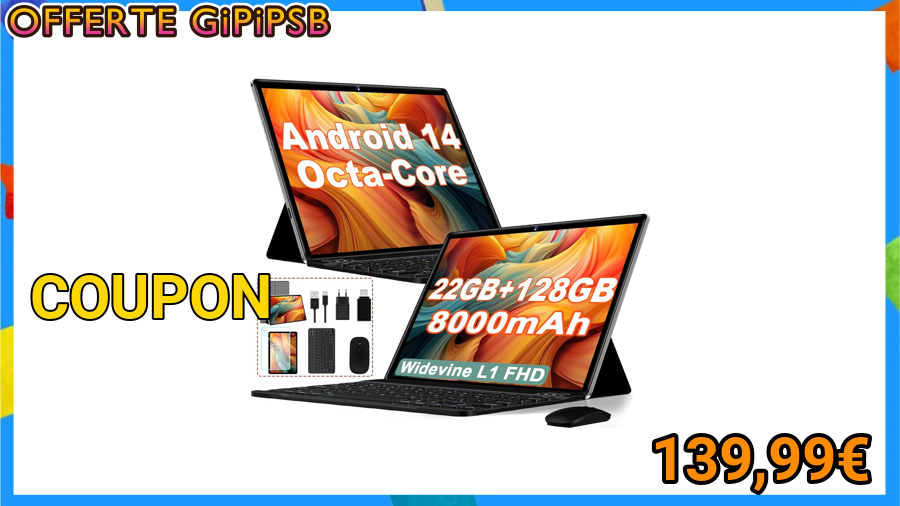 OFFERTE GiPiPSB
Android 14
Octa-Core
COUPON
22GB+128GB
8000mAh
Widevine L1 FHD
139,99€